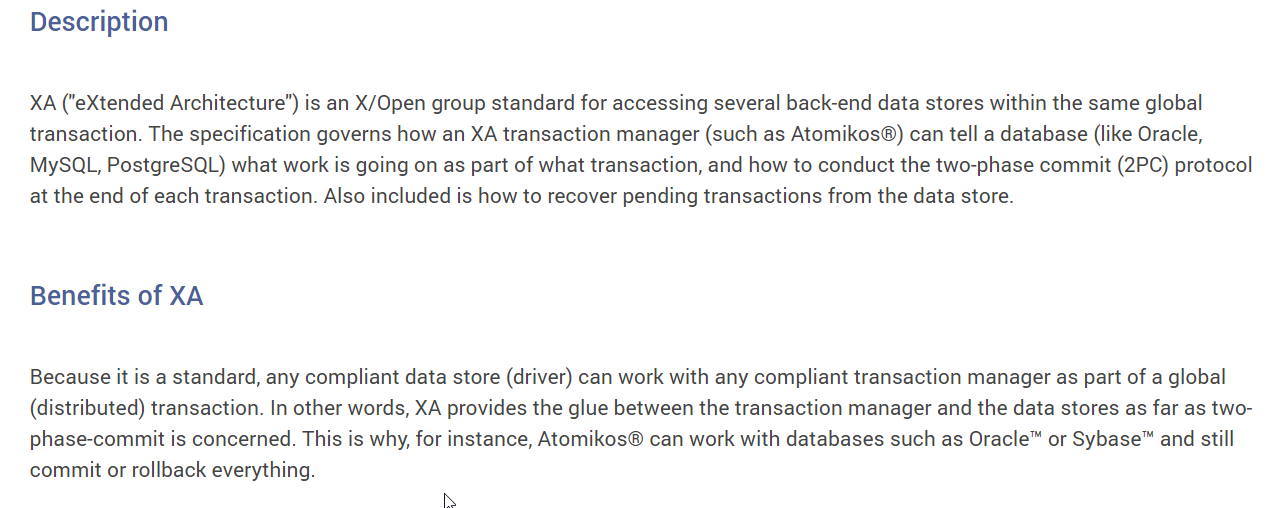 Description
XA ("eXtended Architecture") is an X/Open group standard for accessing several back-end data stores within the same global
transaction. The specification governs how an XA transaction manager (such as Atomikos®) can tell a database (like Oracle,
MySQL, PostgreSQL) what work is going on as part of what transaction, and how to conduct the two-phase commit (2PC) protocol
at the end of each transaction. Also included is how to recover pending transactions from the data store.
Benefits of XA
Because it is a standard, any compliant data store (driver) can work with any compliant transaction manager as part of a global
(distributed) transaction. In other words, XA provides the glue between the transaction manager and the data stores as far as two-
phase-commit is concerned. This is why, for instance, Atomikos® can work with databases such as Oracle™ or Sybase™ and still
commit or rollback everything.